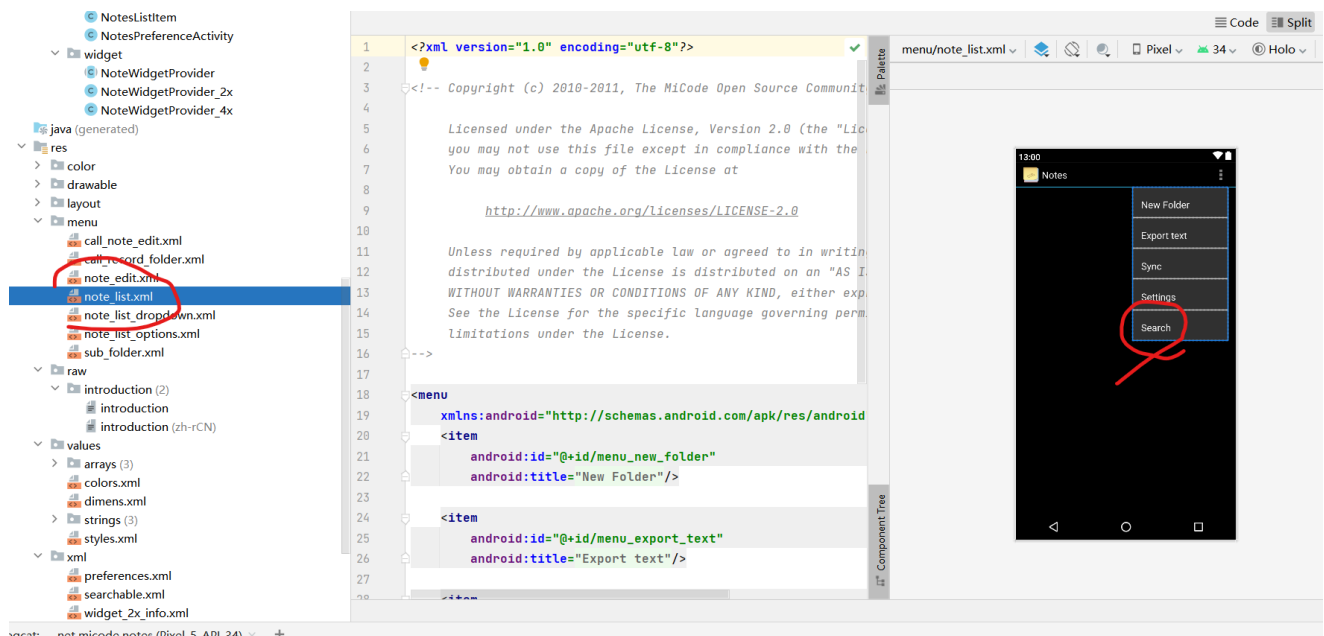 NotesListItem
NotesPreferenceActivity
widget
NoteWidgetProvider
NoteWidgetProvider_2x
NoteWidgetProvider_4x
java (generated)
res
color
drawable
layout
menu
call_note_edit.xml
call_record_folder.xml
note_edit.xml
note_list.xml
note_list_dropdown.xml
note_list_options.xml
sub_folder.xml
raw
introduction (2)
introduction
introduction (zh-rCN)
values
arrays (3)
colors.xml
dimens.xml
strings (3)
styles.xml
xml
preferences.xml
searchable.xml
widget_2x_info.xml
net.micode.notes (Pixel_5_API_34)
1 <?xml version="1.0" encoding="utf-8"?>
2
3 <!-- Copyright (c) 2010-2011, The MiCode Open Source Communit
4
5 Licensed under the Apache License, Version 2.0 (the "Lic
6 you may not use this file except in compliance with the
7 You may obtain a copy of the License at
8
9 http://www.apache.org/licenses/LICENSE-2.0
10
11 Unless required by applicable law or agreed to in writin
12 distributed under the License is distributed on an "AS I
13 WITHOUT WARRANTIES OR CONDITIONS OF ANY KIND, either exp
14 See the License for the specific language governing perm
15 limitations under the License.
16 -->
17
18 <menu
19 xmlns:android="http://schemas.android.com/apk/res/android
20 <item
21 android:id="@+id/menu_new_folder"
22 android:title="New Folder"/>
23
24 <item
25 android:id="@+id/menu_export_text"
26 android:title="Export text"/>
27
28 <item
Palette
Component Tree
Code Split
menu/note_list.xml Pixel 34 Holo
13:00
Notes
New Folder
Export text
Sync
Settings
Search